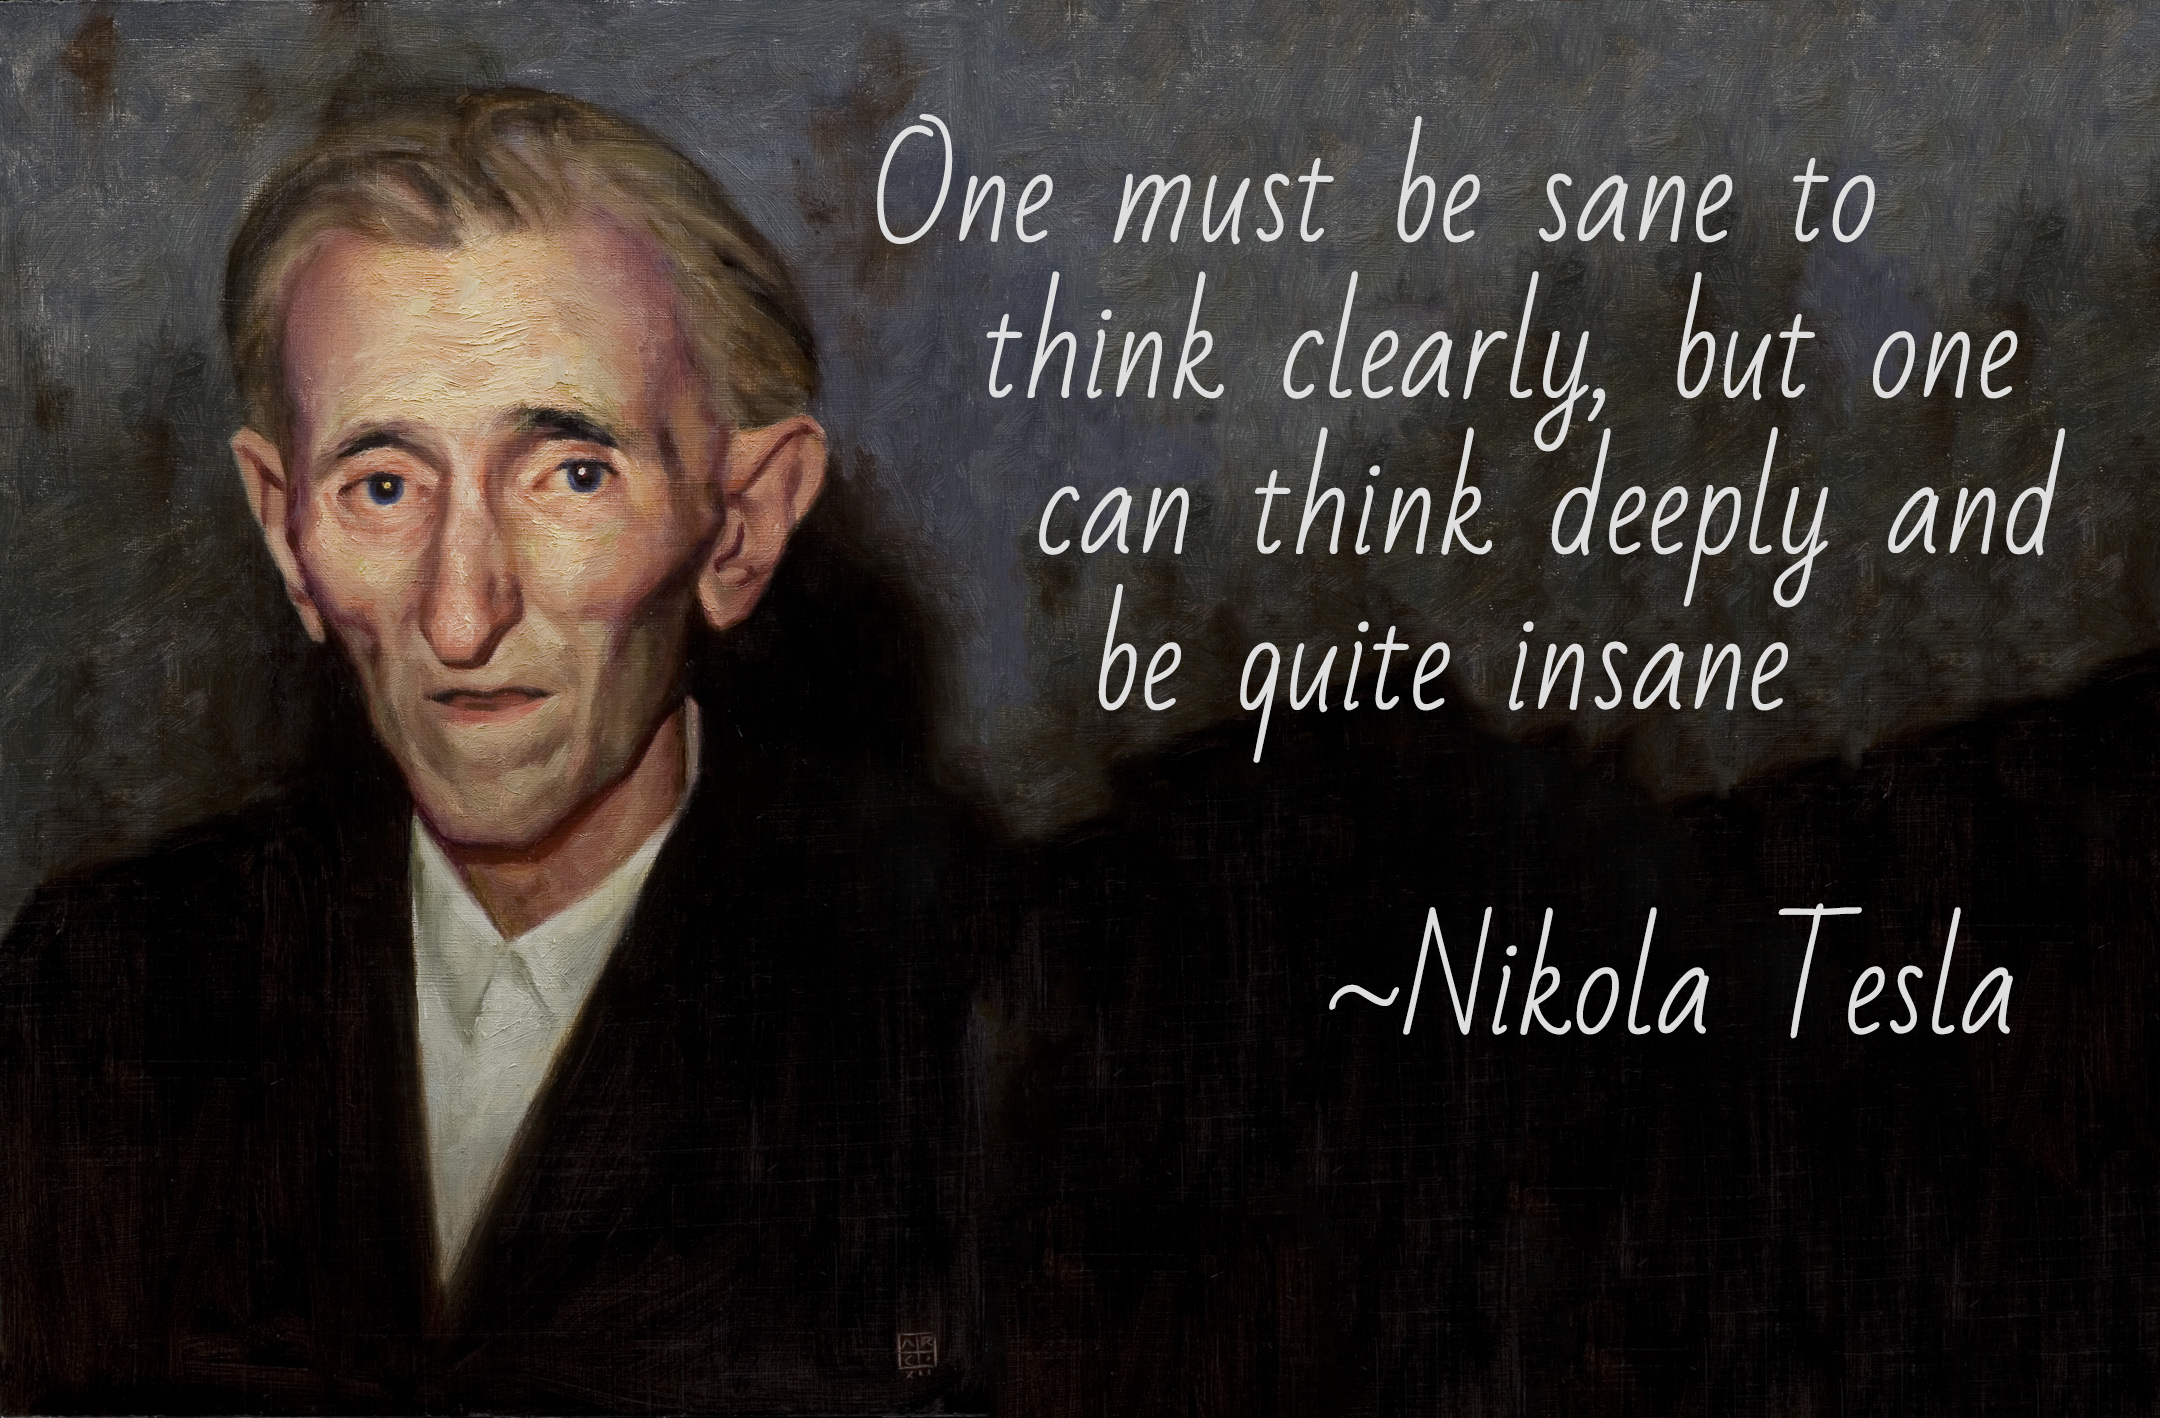 One must be sane to
think clearly, but one
can think deeply and
be quite insane
~Nikola Tesla